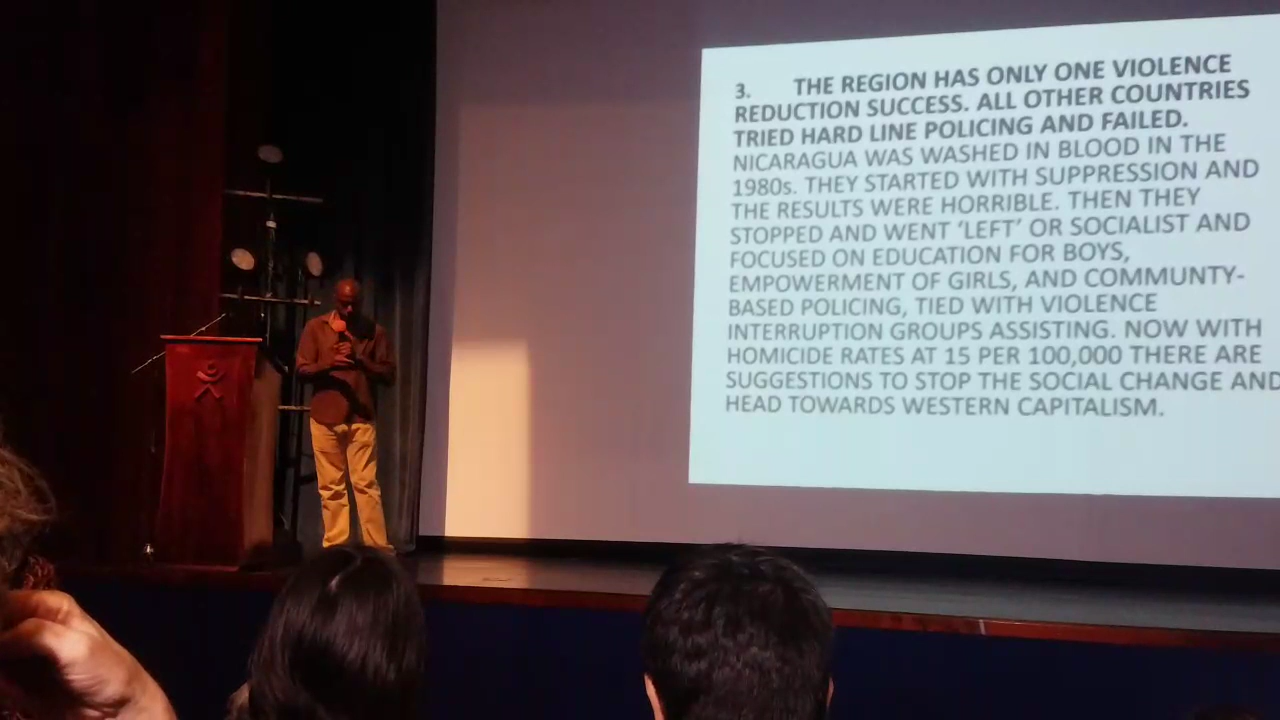 3. THE REGION HAS ONLY ONE VIOLENCE
REDUCTION SUCCESS. ALL OTHER COUNTRIES
TRIED HARD LINE POLICING AND FAILED.
NICARAGUA WAS WASHED IN BLOOD IN THE
1980s. THEY STARTED WITH SUPPRESSION AND
THE RESULTS WERE HORRIBLE. THEN THEY
STOPPED AND WENT 'LEFT' OR SOCIALIST AND
FOCUSED ON EDUCATION FOR BOYS,
EMPOWERMENT OF GIRLS, AND COMMUNTY-
BASED POLICING, TIED WITH VIOLENCE
INTERRUPTION GROUPS ASSISTING. NOW WITH
HOMICIDE RATES AT 15 PER 100,000 THERE ARE
SUGGESTIONS TO STOP THE SOCIAL CHANGE AND
HEAD TOWARDS WESTERN CAPITALISM.